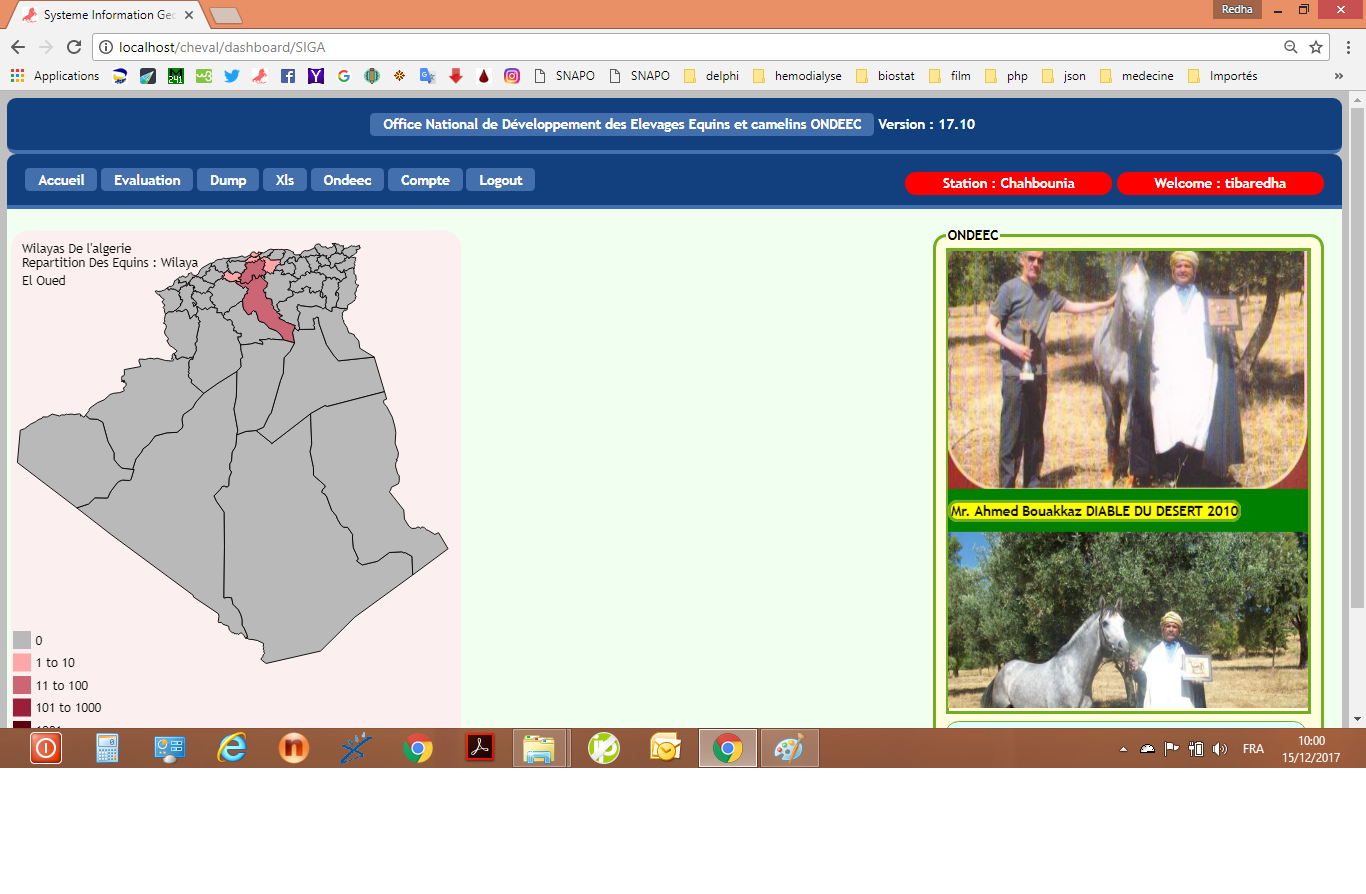 Systeme Information Geo
Redha
localhost/cheval/dashboard/SIGA
Applications
SNAPO
SNAPO
delphi
hemodialyse
biostat
film
php
json
medecine
Importés
Office National de Développement des Elevages Equins et camelins ONDEEC Version : 17.10
Accueil Evaluation Dump Xls Ondeec Compte Logout
Station : Chahbounia Welcome : tibaredha
Wilayas De l'algerie
Repartition Des Equins : Wilaya
El Oued
0
1 to 10
11 to 100
101 to 1000
ONDEEC
Mr. Ahmed Bouakkaz DIABLE DU DESERT 2010
FRA
10:00
15/12/2017